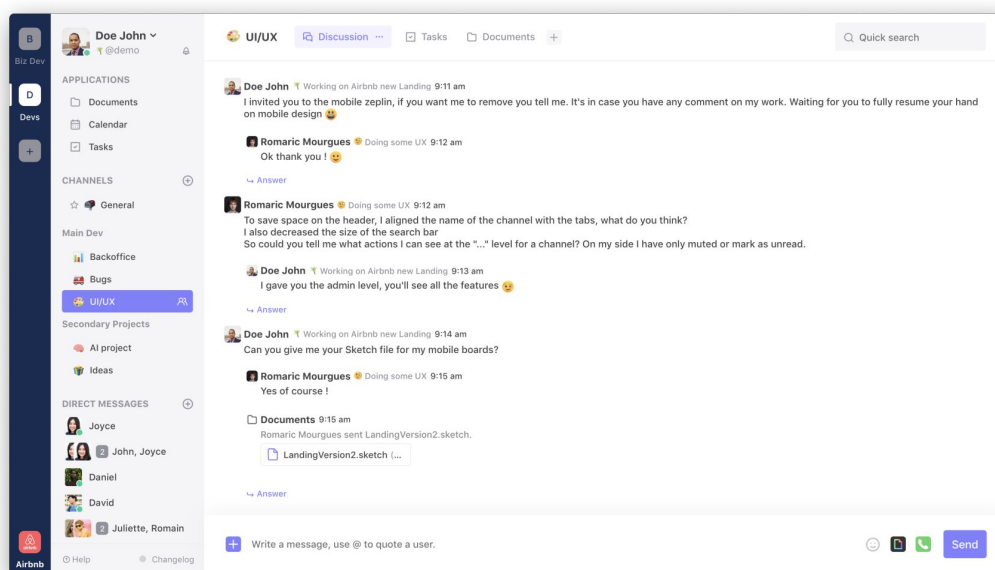 B
Biz Dev
D
Devs
+
airbnb
Airbnb
Doe John
@demo
APPLICATIONS
Documents
Calendar
Tasks
CHANNELS
General
Main Dev
Backoffice
Bugs
UI/UX
Secondary Projects
AI project
Ideas
DIRECT MESSAGES
Joyce
2 John, Joyce
Daniel
David
2 Juliette, Romain
Help
Changelog
UI/UX
Discussion ...
Tasks
Documents +
Quick search
Doe John Working on Airbnb new Landing 9:11 am
I invited you to the mobile zeplin, if you want me to remove you tell me. It's in case you have any comment on my work. Waiting for you to fully resume your hand
on mobile design 😃
Romaric Mourgues Doing some UX 9:12 am
Ok thank you !
Answer
Romaric Mourgues Doing some UX 9:12 am
To save space on the header, I aligned the name of the channel with the tabs, what do you think?
I also decreased the size of the search bar
So could you tell me what actions I can see at the "..." level for a channel? On my side I have only muted or mark as unread.
Doe John Working on Airbnb new Landing 9:13 am
I gave you the admin level, you'll see all the features
Answer
Doe John Working on Airbnb new Landing 9:14 am
Can you give me your Sketch file for my mobile boards?
Romaric Mourgues Doing some UX 9:15 am
Yes of course !
Documents 9:15 am
Romaric Mourgues sent LandingVersion2.sketch.
LandingVersion2.sketch (...
Answer
+ Write a message, use @ to quote a user.
Send